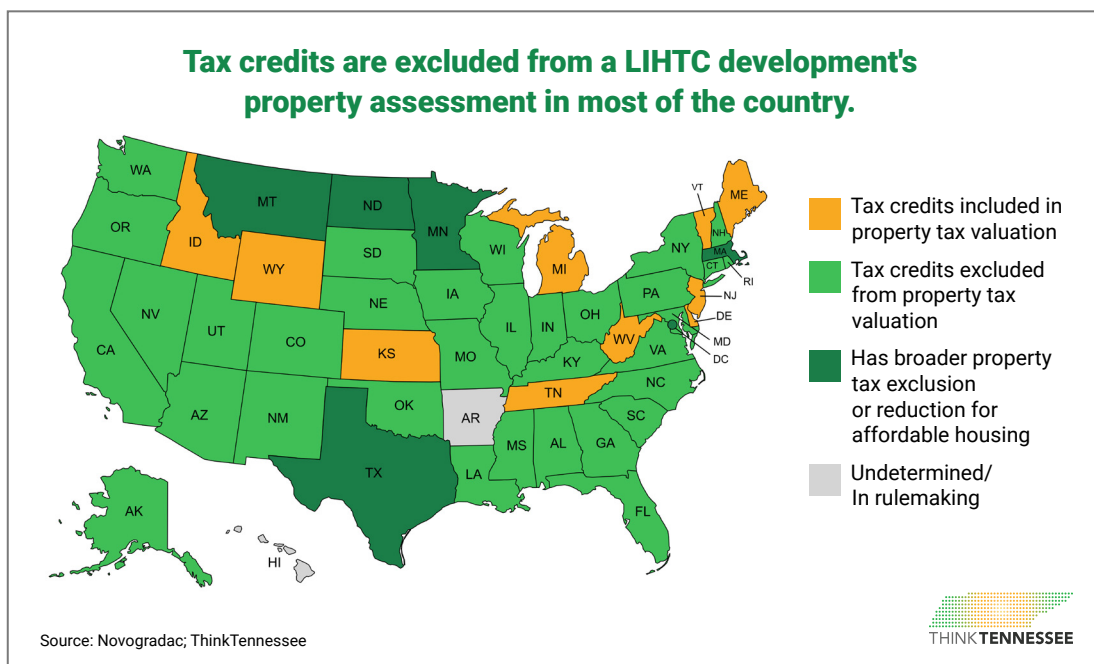 Tax credits are excluded from a LIHTC development's
property assessment in most of the country.
WA
OR
CA
NV
ID
MT
WY
UT
CO
AZ
NM
ND
SD
NE
KS
OK
TX
MN
IA
MO
AR
LA
WI
IL
MI
IN
OH
KY
TN
MS
AL
GA
FL
SC
NC
VA
WV
PA
NY
VT
NH
ME
MA
CT
RI
NJ
DE
MD
DC
AK
HI
Tax credits included in
property tax valuation
Tax credits excluded
from property tax
valuation
Has broader property
tax exclusion
or reduction for
affordable housing
Undetermined/
In rulemaking
Source: Novogradac; ThinkTennessee
THINKTENNESSEE